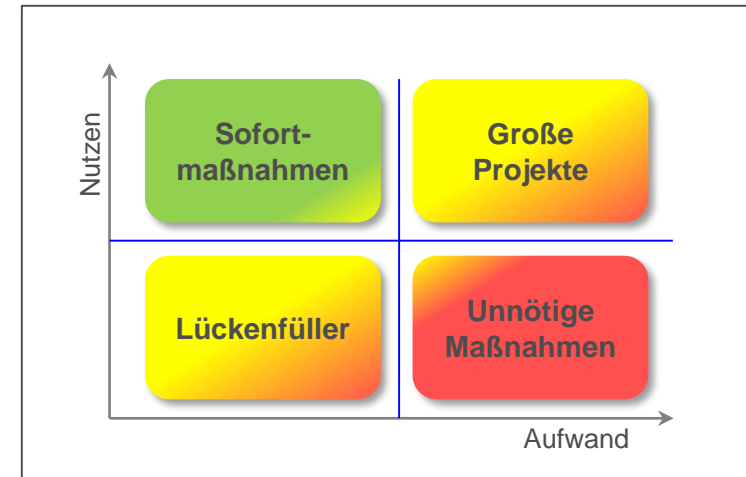 Nutzen
Sofort-
maßnahmen
Große
Projekte
Lückenfüller
Unnötige
Maßnahmen
Aufwand